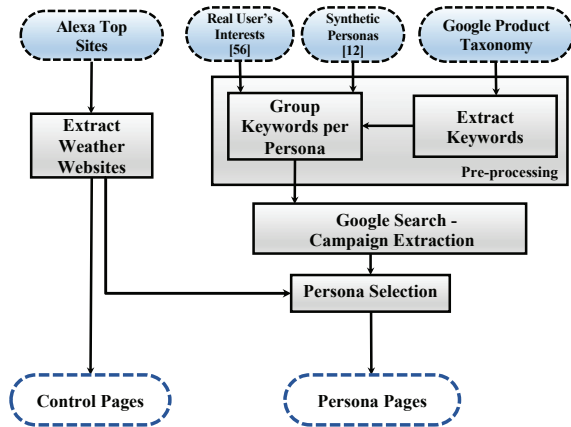 Alexa Top
Sites
Real User's
Interests
[56]
Synthetic
Personas
[12]
Google Product
Taxonomy
Extract
Weather
Websites
Group
Keywords per
Persona
Extract
Keywords
Pre-processing
Google Search -
Campaign Extraction
Persona Selection
Control Pages
Persona Pages